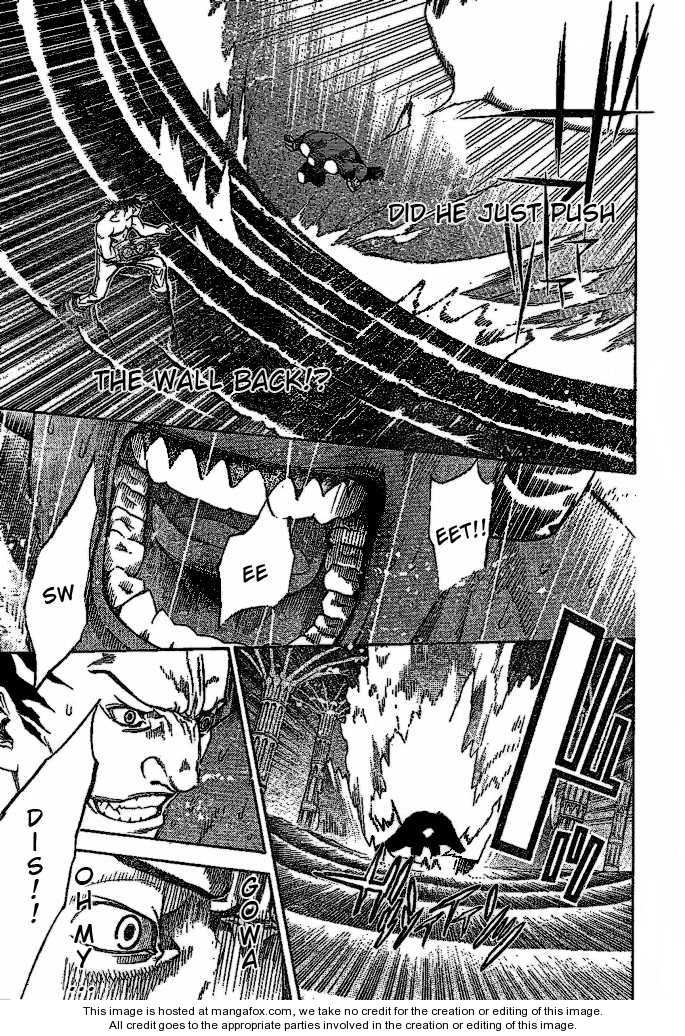 DID HE JUST PUSH
THE WALL BACK!?
EET!!
EE
SW
DIS!!
GOWA
OH MY...
This image is hosted at mangafox.com, we take no credit for the creation or editing of this image.
All credit goes to the appropriate parties involved in the creation or editing of this image.